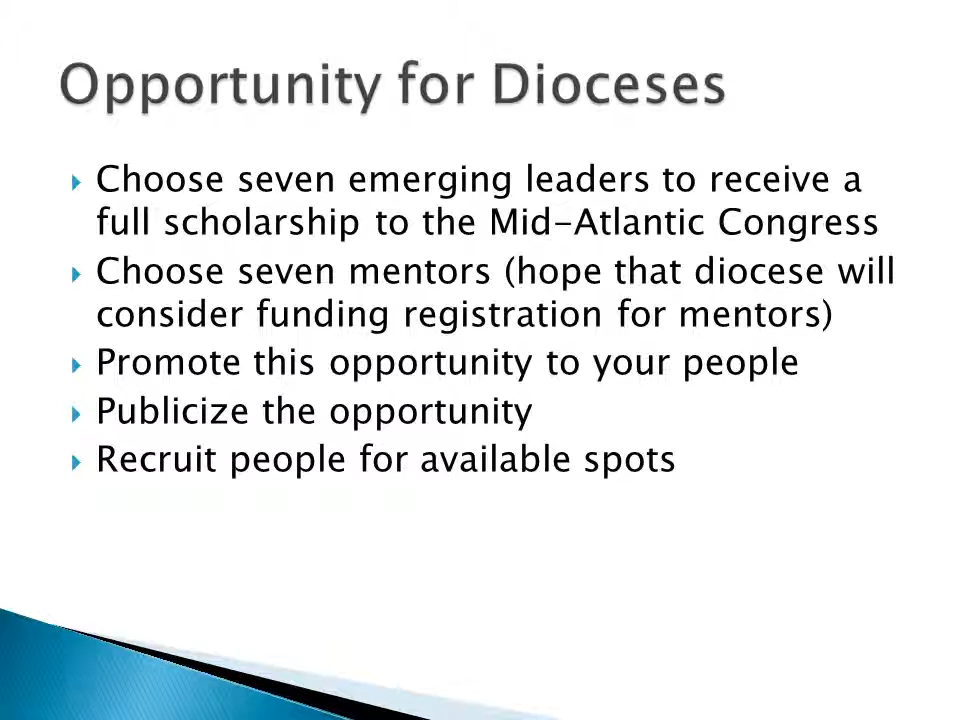 Opportunity for Dioceses
Choose seven emerging leaders to receive a
full scholarship to the Mid-Atlantic Congress
Choose seven mentors (hope that diocese will
consider funding registration for mentors)
Promote this opportunity to your people
Publicize the opportunity
Recruit people for available spots